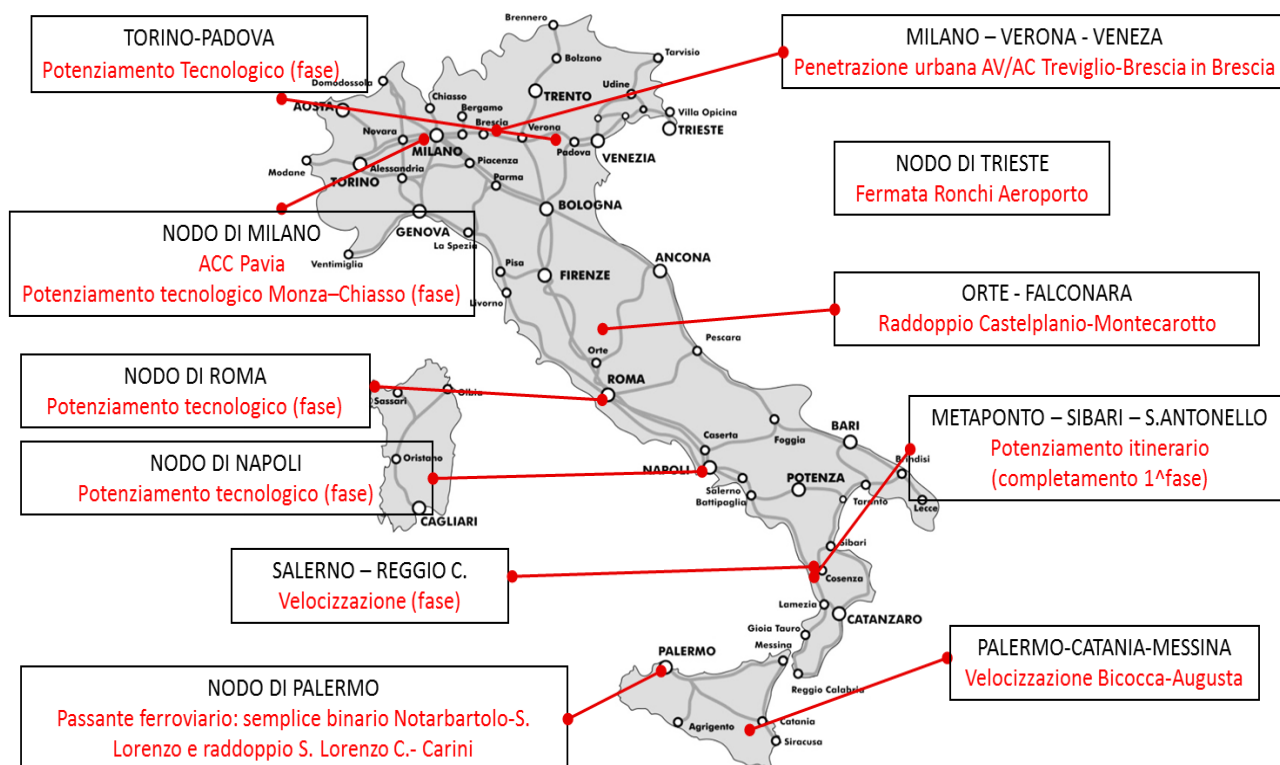 TORINO-PADOVA
Potenziamento Tecnologico (fase)
MILANO – VERONA - VENEZA
Penetrazione urbana AV/AC Treviglio-Brescia in Brescia
NODO DI TRIESTE
Fermata Ronchi Aeroporto
NODO DI MILANO
ACC Pavia
Potenziamento tecnologico Monza–Chiasso (fase)
ORTE - FALCONARA
Raddoppio Castelplanio-Montecarotto
NODO DI ROMA
Potenziamento tecnologico (fase)
METAPONTO – SIBARI – S.ANTONELLO
Potenziamento itinerario
(completamento 1^fase)
NODO DI NAPOLI
Potenziamento tecnologico (fase)
SALERNO – REGGIO C.
Velocizzazione (fase)
PALERMO-CATANIA-MESSINA
Velocizzazione Bicocca-Augusta
NODO DI PALERMO
Passante ferroviario: semplice binario Notarbartolo-S.
Lorenzo e raddoppio S. Lorenzo C.- Carini
Brennero
Bolzano
Tarvisio
Domodossola
Chiasso
Bergamo
TRENTO
Udine
AOSTA
Villa Opicina
Brescia
Verona
TRIESTE
Novara
MILANO
Padova
VENEZIA
Modane
TORINO
Alessandria
Piacenza
Parma
BOLOGNA
GENOVA
La Spezia
Ventimiglia
Pisa
FIRENZE
ANCONA
Livorno
Pescara
Orte
ROMA
Olbia
Sassari
Oristano
CAGLIARI
Caserta
Foggia
BARI
NAPOLI
Brindisi
Salerno
Battipaglia
POTENZA
Taranto
Lecce
Sibari
Cosenza
Lamezia
CATANZARO
Gioia Tauro
Messina
PALERMO
Reggio Calabria
Agrigento
Catania
Siracusa